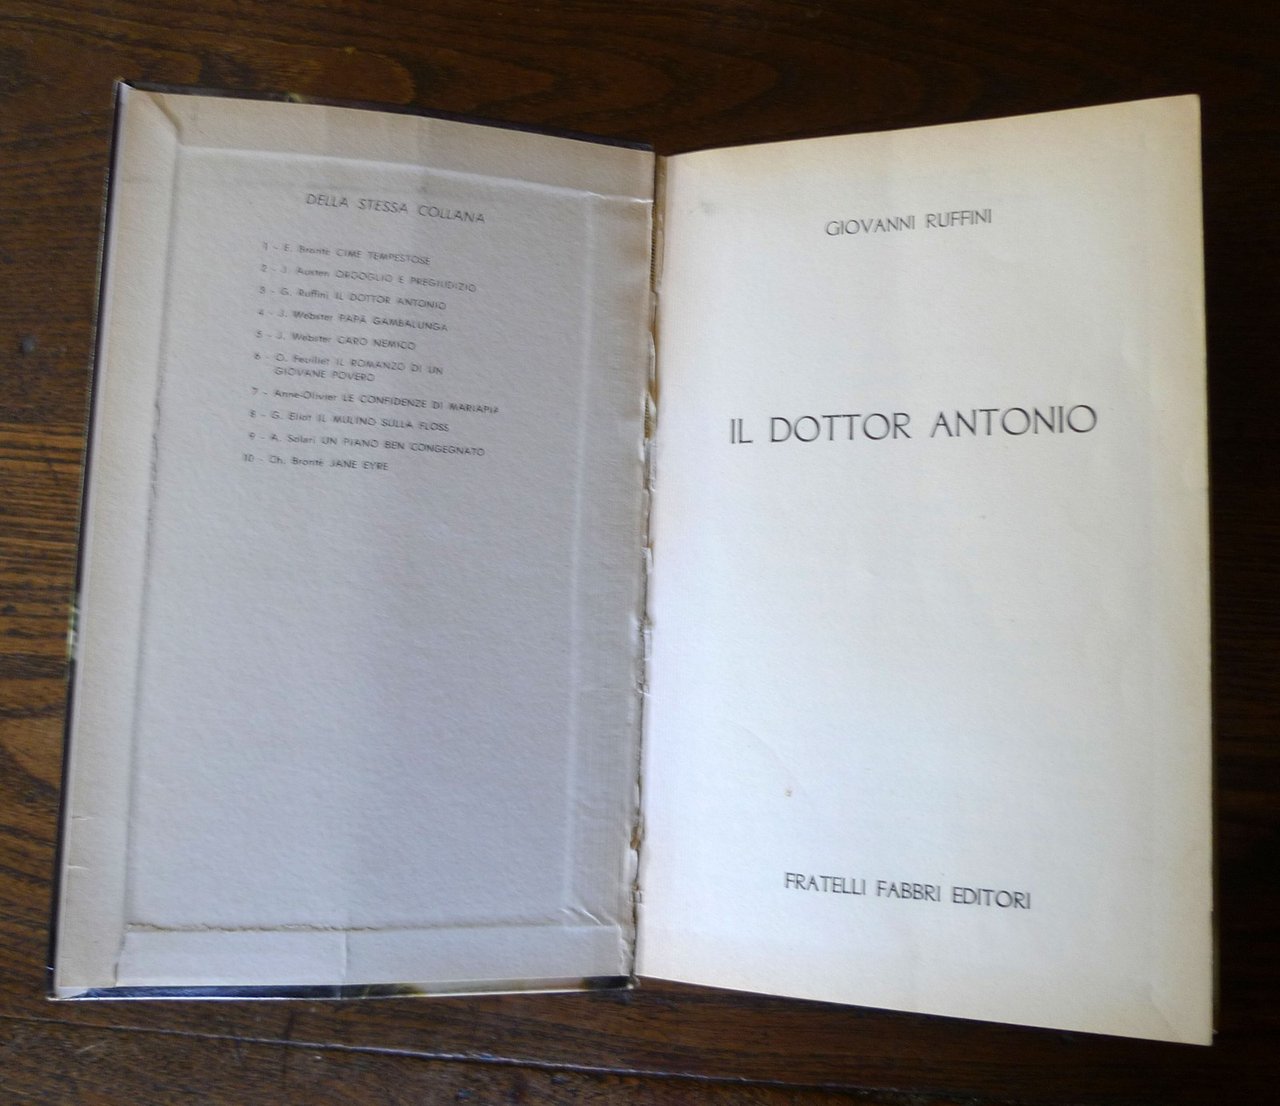 DELLA STESSA COLLANA
1 - E. Brontë CIME TEMPESTOSE
2 - J. Austen ORGOGLIO E PREGIUDIZIO
3 - G. Ruffini IL DOTTOR ANTONIO
4 - J. Webster PAPÀ GAMBALUNGA
5 - J. Webster CARO NEMICO
6 - O. Feuillet IL ROMANZO DI UN
GIOVANE POVERO
7 - Anne-Olivier LE CONFIDENZE DI MARIAPIA
8 - G. Eliot IL MULINO SULLA FLOSS
9 - A. Solari UN PIANO BEN CONGEGNATO
10 - Ch. Brontë JANE EYRE
GIOVANNI RUFFINI
IL DOTTOR ANTONIO
FRATELLI FABBRI EDITORI